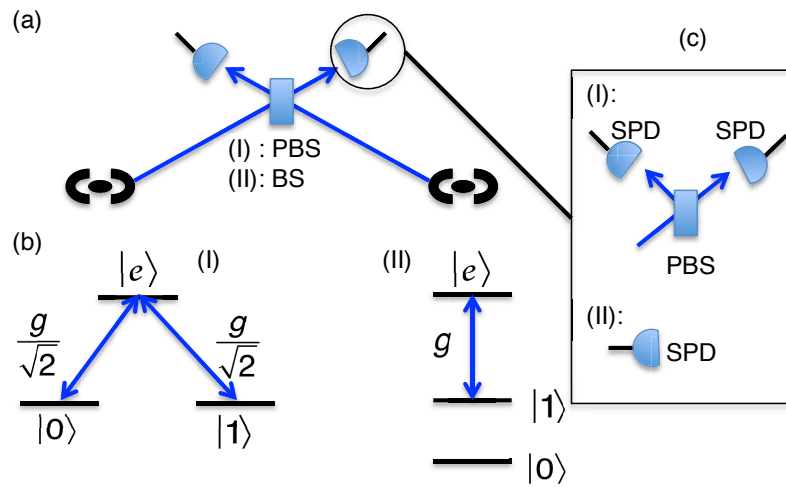 (a)
(I) : PBS
(II): BS
(b)
|e⟩
(I)
g/√2
g/√2
|0⟩
|1⟩
(II)
|e⟩
g
|1⟩
|0⟩
(c)
(I):
SPD
SPD
PBS
(II):
SPD